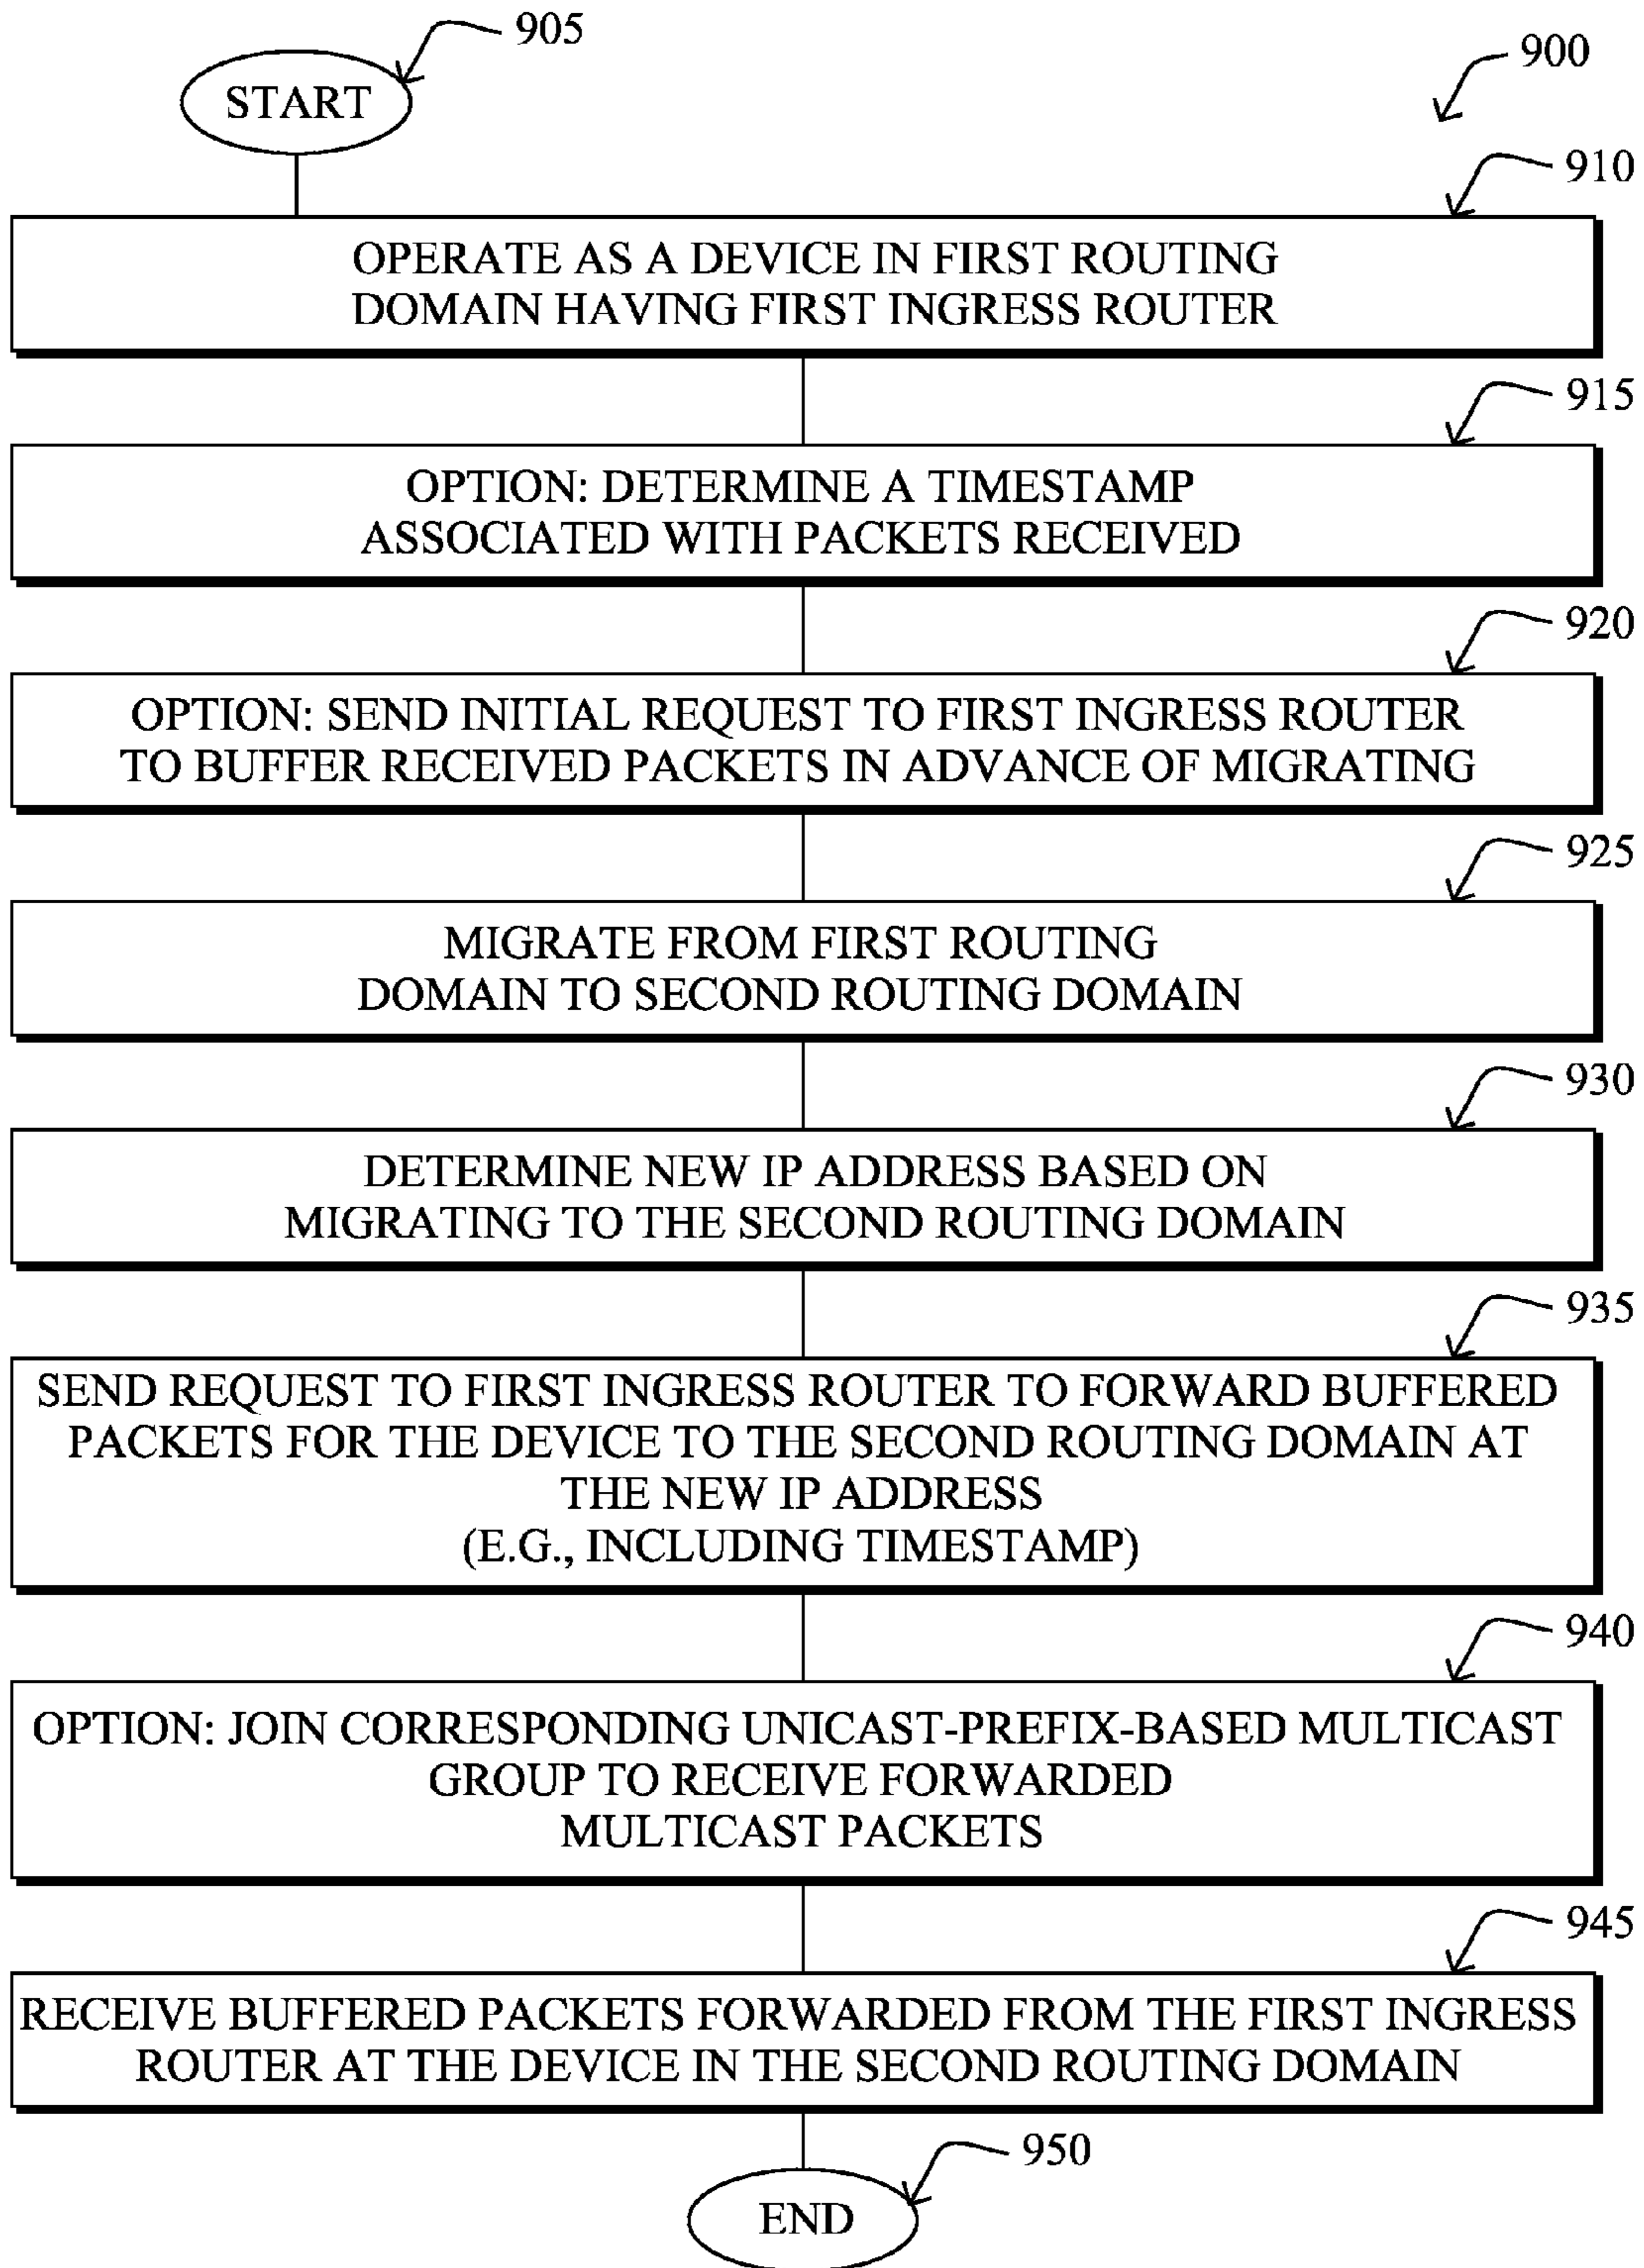 905
START
900
910
OPERATE AS A DEVICE IN FIRST ROUTING
DOMAIN HAVING FIRST INGRESS ROUTER
915
OPTION: DETERMINE A TIMESTAMP
ASSOCIATED WITH PACKETS RECEIVED
920
OPTION: SEND INITIAL REQUEST TO FIRST INGRESS ROUTER
TO BUFFER RECEIVED PACKETS IN ADVANCE OF MIGRATING
925
MIGRATE FROM FIRST ROUTING
DOMAIN TO SECOND ROUTING DOMAIN
930
DETERMINE NEW IP ADDRESS BASED ON
MIGRATING TO THE SECOND ROUTING DOMAIN
935
SEND REQUEST TO FIRST INGRESS ROUTER TO FORWARD BUFFERED
PACKETS FOR THE DEVICE TO THE SECOND ROUTING DOMAIN AT
THE NEW IP ADDRESS
(E.G., INCLUDING TIMESTAMP)
940
OPTION: JOIN CORRESPONDING UNICAST-PREFIX-BASED MULTICAST
GROUP TO RECEIVE FORWARDED
MULTICAST PACKETS
945
RECEIVE BUFFERED PACKETS FORWARDED FROM THE FIRST INGRESS
ROUTER AT THE DEVICE IN THE SECOND ROUTING DOMAIN
950
END